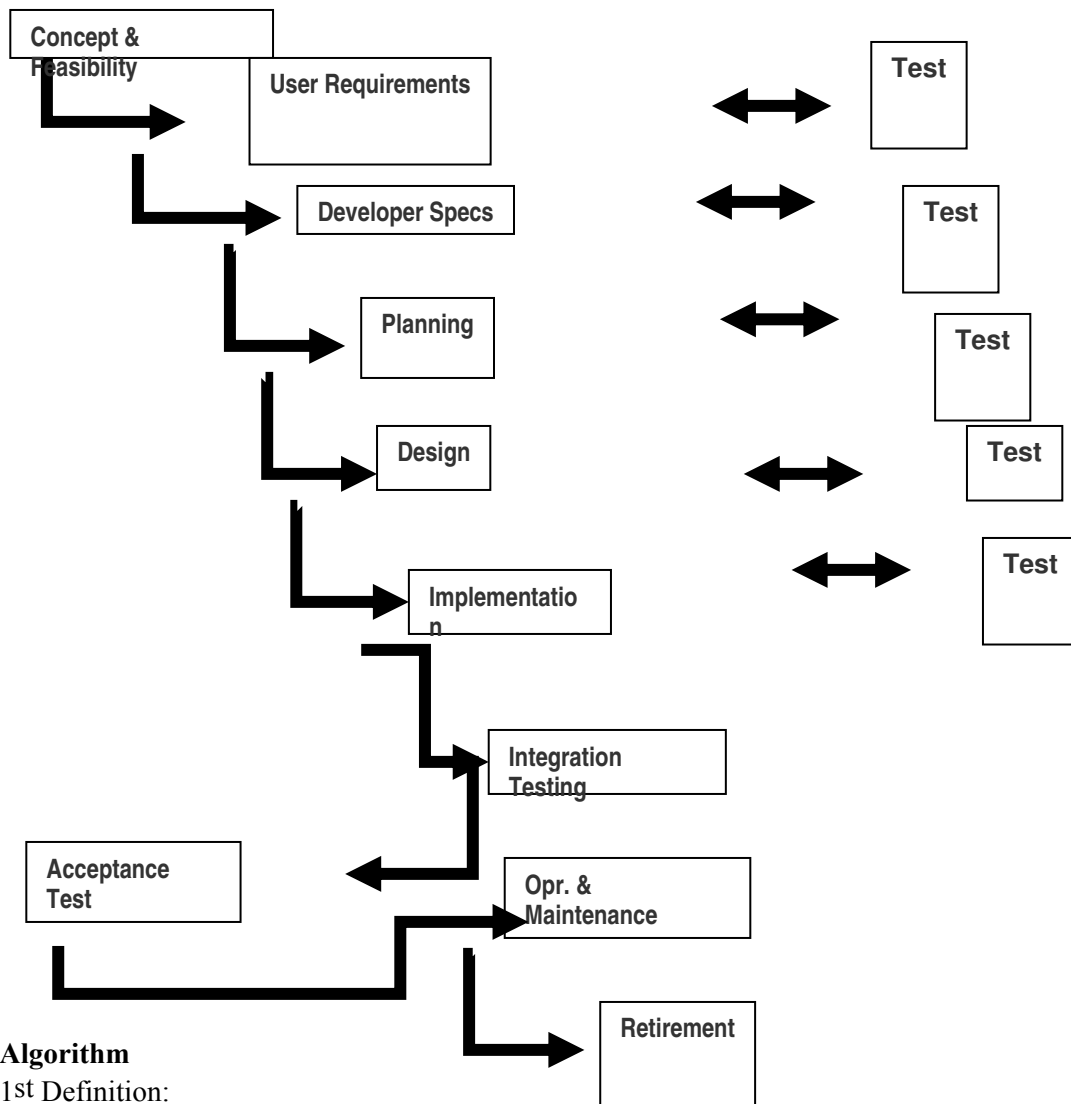 Concept &
Feasibility
User Requirements
Test
Developer Specs
Test
Planning
Test
Design
Test
Implementatio
n
Test
Integration
Testing
Acceptance
Test
Opr. &
Maintenance
Retirement
Algorithm
1st Definition: